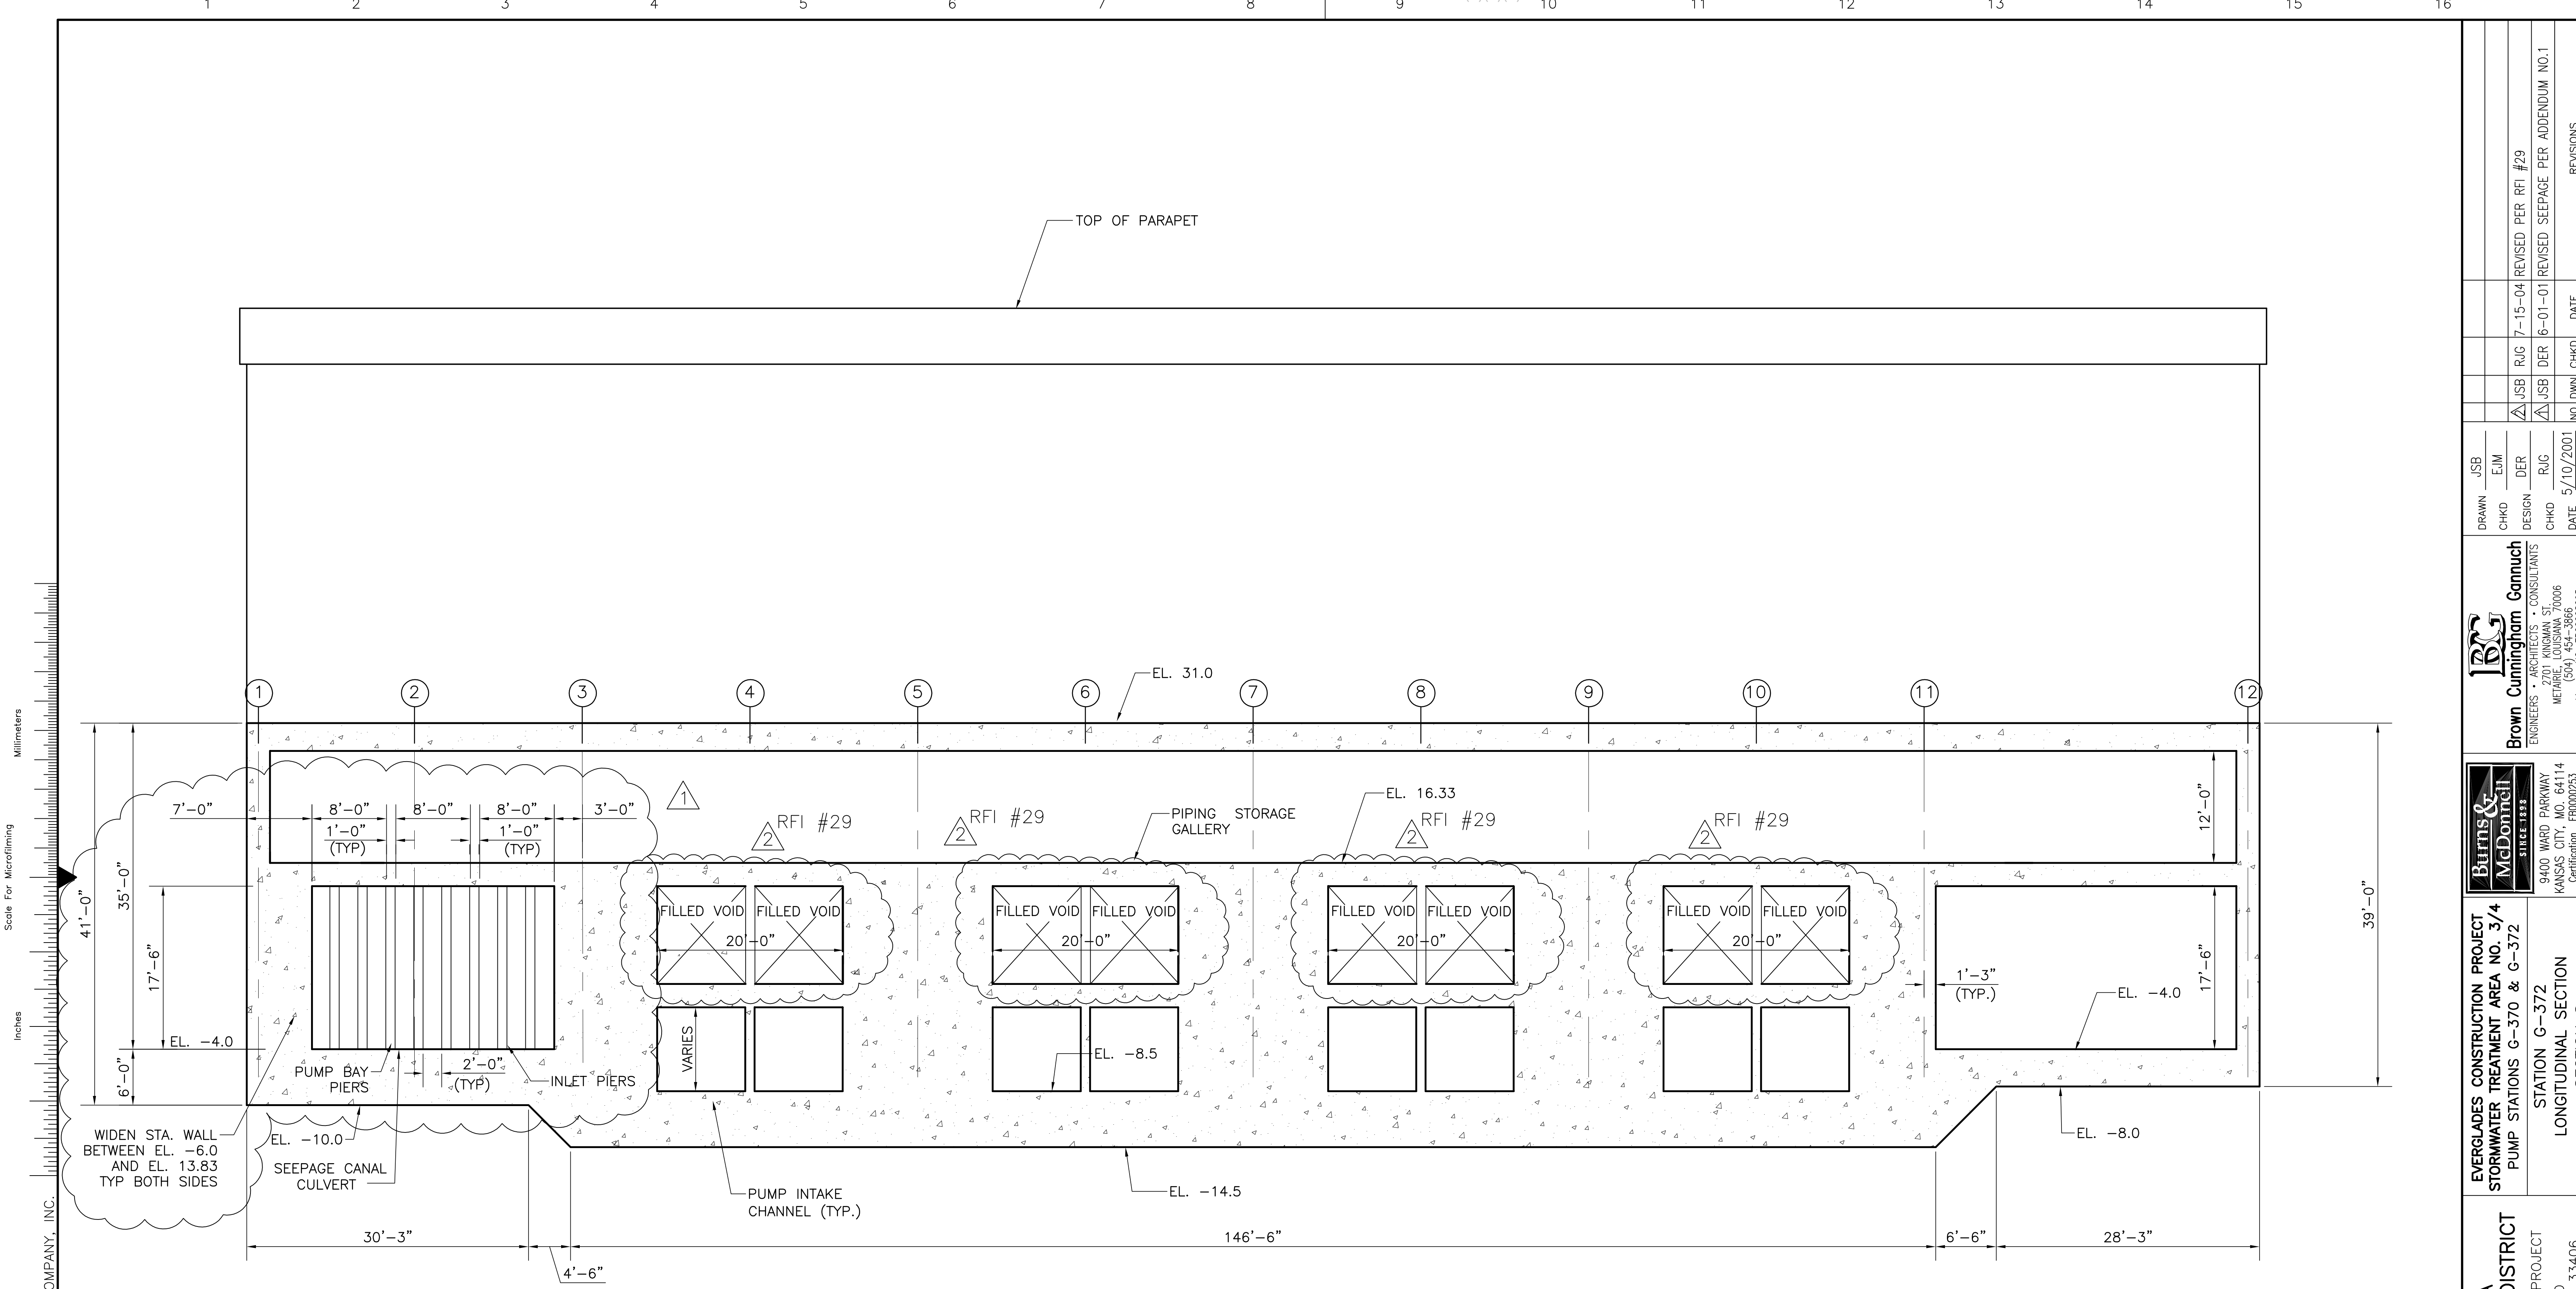 1 2 3 4 5 6 7 8 9 10 11 12 13 14 15 16
TOP OF PARAPET
EL. 31.0
1 2 3 4 5 6 7 8 9 10 11 12
7'-0" 8'-0" 8'-0" 8'-0" 3'-0"
1'-0"
(TYP)
1'-0"
(TYP)
1
2 RFI #29
2 RFI #29
2 RFI #29
2 RFI #29
PIPING STORAGE
GALLERY
EL. 16.33
12'-0"
41'-0"
35'-0"
17'-6"
6'-0"
39'-0"
17'-6"
FILLED VOID FILLED VOID
20'-0"
FILLED VOID FILLED VOID
20'-0"
FILLED VOID FILLED VOID
20'-0"
FILLED VOID FILLED VOID
20'-0"
1'-3"
(TYP.)
EL. -4.0
EL. -4.0
PUMP BAY
PIERS
2'-0"
(TYP)
INLET PIERS
VARIES
EL. -8.5
WIDEN STA. WALL
BETWEEN EL. -6.0
AND EL. 13.83
TYP BOTH SIDES
EL. -10.0
SEEPAGE CANAL
CULVERT
PUMP INTAKE
CHANNEL (TYP.)
EL. -14.5
EL. -8.0
30'-3"
4'-6"
146'-6"
6'-6"
28'-3"
Millimeters
Scale For Microfilming
Inches
OMPANY, INC.
2 JSB RJG 7-15-04 REVISED PER RFI #29
1 JSB DER 6-01-01 REVISED SEEPAGE PER ADDENDUM NO.1
NO. DWN CHKD DATE REVISIONS
DRAWN JSB
CHKD EJM
DESIGN DER
CHKD RJG
DATE 5/10/2001
BCG
Brown Cunningham Gannuch
ENGINEERS • ARCHITECTS • CONSULTANTS
2701 KINGMAN ST.
METAIRIE, LOUISIANA 70006
(504) 454-3866
Burns &
McDonnell
SINCE 1898
9400 WARD PARKWAY
KANSAS CITY, MO. 64114
Certification EB0000253
EVERGLADES CONSTRUCTION PROJECT
STORMWATER TREATMENT AREA NO. 3/4
PUMP STATIONS G-370 & G-372
STATION G-372
LONGITUDINAL SECTION
DISTRICT
PROJECT
33406